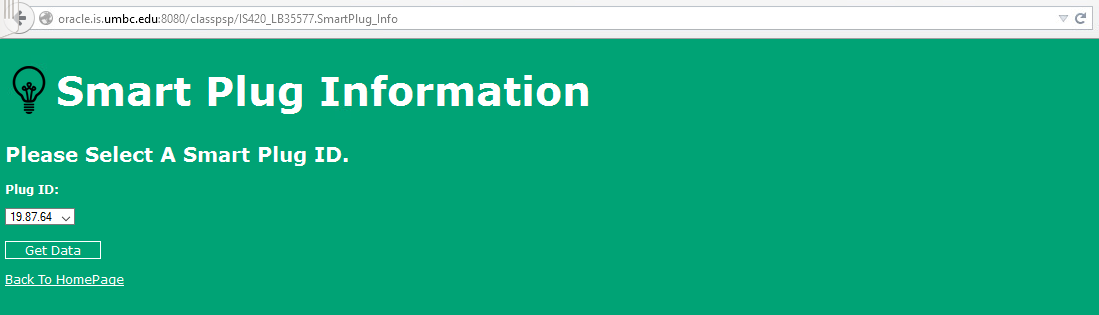 oracle.is.umbc.edu:8080/classpsp/IS420_LB35577.SmartPlug_Info
Smart Plug Information
Please Select A Smart Plug ID.
Plug ID:
19.87.64
Get Data
Back To HomePage